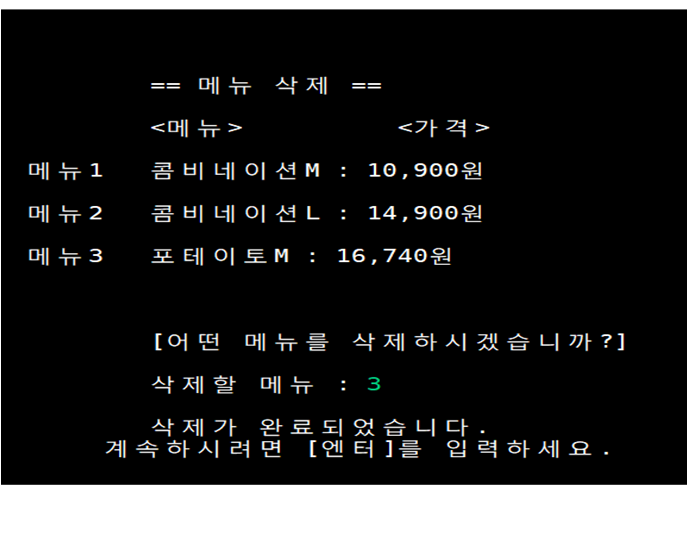 == 메뉴 삭제 ==
<메뉴> <가격>
메뉴1 콤비네이션M : 10,900원
메뉴2 콤비네이션L : 14,900원
메뉴3 포테이토M : 16,740원
[어떤 메뉴를 삭제하시겠습니까?]
삭제할 메뉴 : 3
삭제가 완료되었습니다.
계속하시려면 [엔터]를 입력하세요.